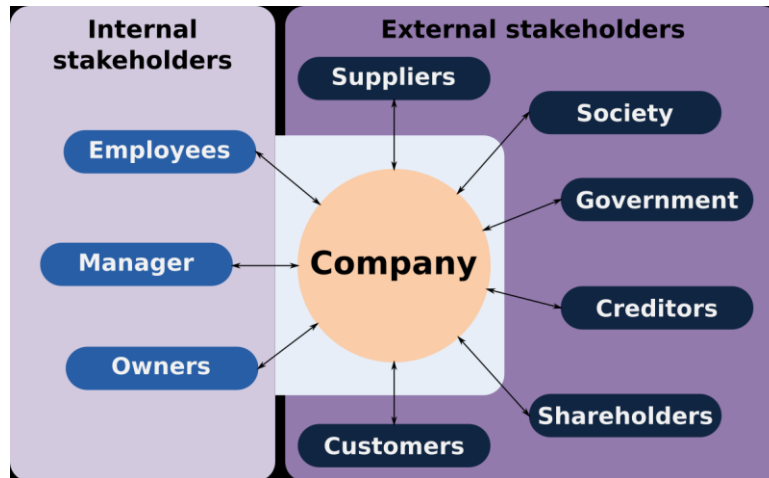 Internal
stakeholders
External stakeholders
Suppliers
Society
Employees
Government
Manager
Company
Creditors
Owners
Shareholders
Customers